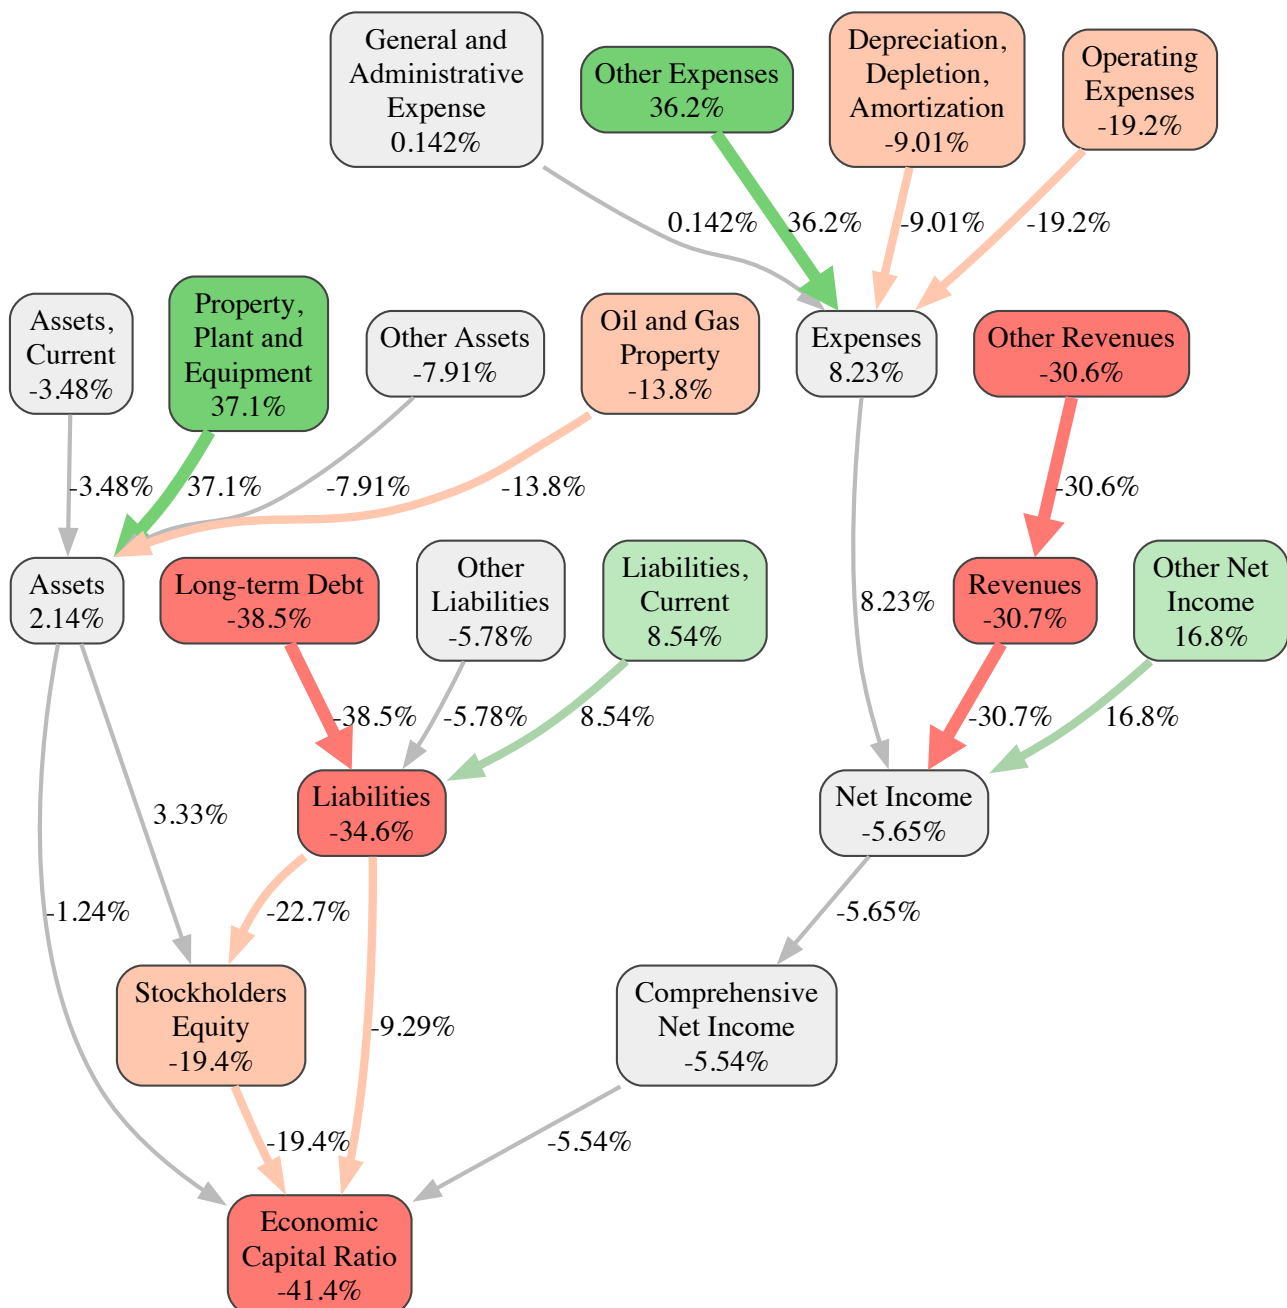 General and
Administrative
Expense
0.142%
Other Expenses
36.2%
Depreciation,
Depletion,
Amortization
-9.01%
Operating
Expenses
-19.2%
0.142%
36.2%
-9.01%
-19.2%
Assets,
Current
-3.48%
Property,
Plant and
Equipment
37.1%
Other Assets
-7.91%
Oil and Gas
Property
-13.8%
Expenses
8.23%
Other Revenues
-30.6%
-3.48%
37.1%
-7.91%
-13.8%
-30.6%
Assets
2.14%
Long-term Debt
-38.5%
Other
Liabilities
-5.78%
Liabilities,
Current
8.54%
8.23%
Revenues
-30.7%
Other Net
Income
16.8%
-38.5%
-5.78%
8.54%
-30.7%
16.8%
3.33%
Liabilities
-34.6%
Net Income
-5.65%
-1.24%
-22.7%
-5.65%
Stockholders
Equity
-19.4%
-9.29%
Comprehensive
Net Income
-5.54%
-19.4%
-5.54%
Economic
Capital Ratio
-41.4%